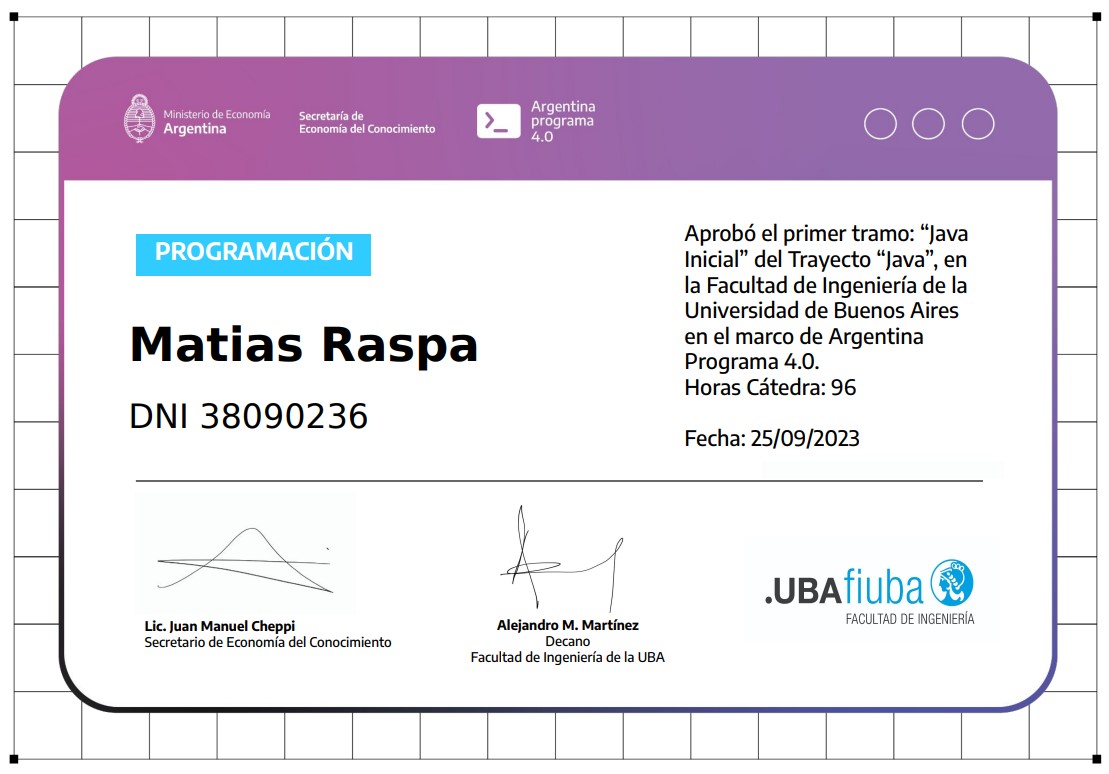 Ministerio de Economía
Argentina
Secretaría de
Economía del Conocimiento
Argentina
programa
4.0
PROGRAMACIÓN
Matias Raspa
DNI 38090236
Aprobó el primer tramo: “Java
Inicial” del Trayecto “Java”, en
la Facultad de Ingeniería de la
Universidad de Buenos Aires
en el marco de Argentina
Programa 4.0.
Horas Cátedra: 96
Fecha: 25/09/2023
Lic. Juan Manuel Cheppi
Secretario de Economía del Conocimiento
Alejandro M. Martínez
Decano
Facultad de Ingeniería de la UBA
.UBAfiuba
FACULTAD DE INGENIERÍA